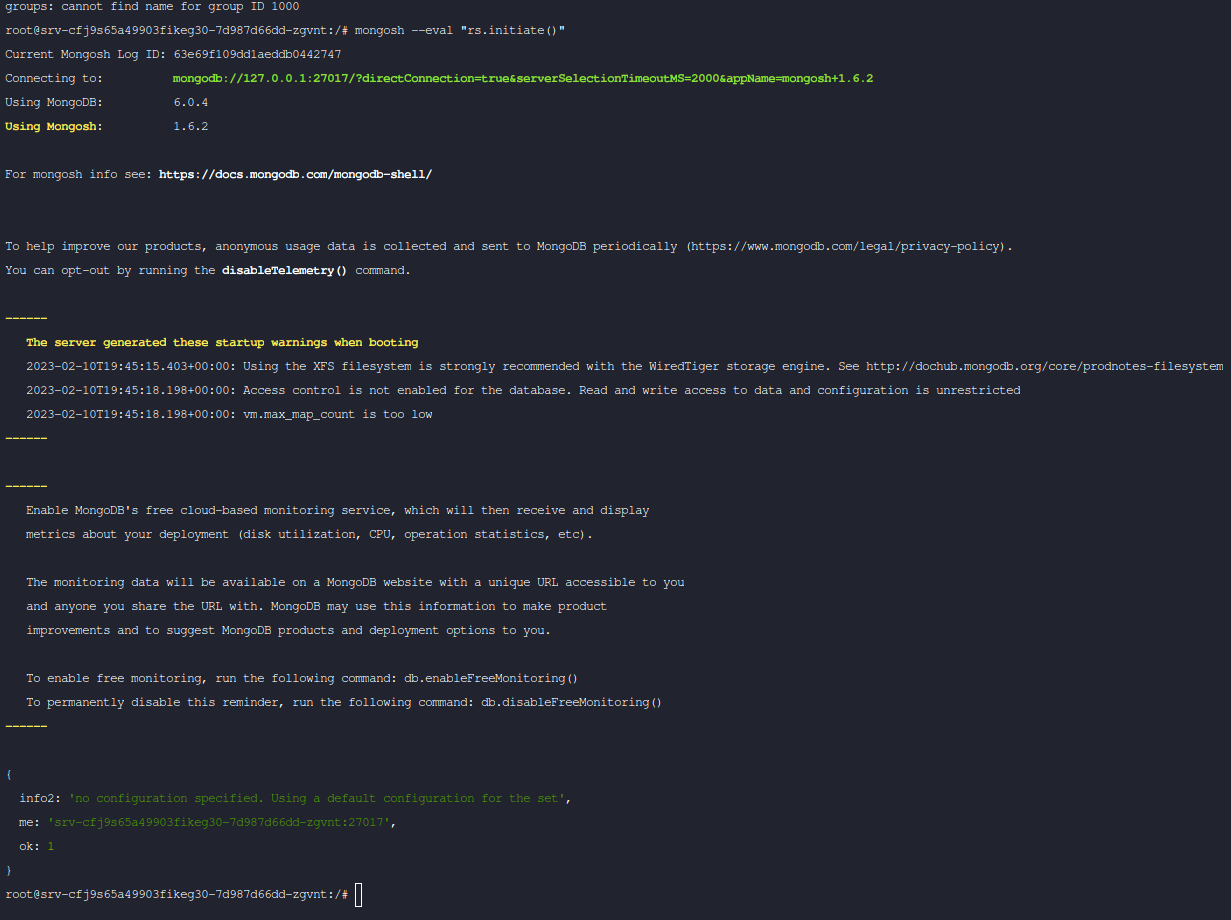 groups: cannot find name for group ID 1000
root@srv-cfj9s65a49903fikeg30-7d987d66dd-zgvnt:/# mongosh --eval "rs.initiate()"
Current Mongosh Log ID: 63e69f109dd1aeddb0442747
Connecting to: mongodb://127.0.0.1:27017/?directConnection=true&serverSelectionTimeoutMS=2000&appName=mongosh+1.6.2
Using MongoDB: 6.0.4
Using Mongosh: 1.6.2
For mongosh info see: https://docs.mongodb.com/mongodb-shell/
To help improve our products, anonymous usage data is collected and sent to MongoDB periodically (https://www.mongodb.com/legal/privacy-policy).
You can opt-out by running the disableTelemetry() command.
------
The server generated these startup warnings when booting
2023-02-10T19:45:15.403+00:00: Using the XFS filesystem is strongly recommended with the WiredTiger storage engine. See http://dochub.mongodb.org/core/prodnotes-filesystem
2023-02-10T19:45:18.198+00:00: Access control is not enabled for the database. Read and write access to data and configuration is unrestricted
2023-02-10T19:45:18.198+00:00: vm.max_map_count is too low
------
------
Enable MongoDB's free cloud-based monitoring service, which will then receive and display
metrics about your deployment (disk utilization, CPU, operation statistics, etc).
The monitoring data will be available on a MongoDB website with a unique URL accessible to you
and anyone you share the URL with. MongoDB may use this information to make product
improvements and to suggest MongoDB products and deployment options to you.
To enable free monitoring, run the following command: db.enableFreeMonitoring()
To permanently disable this reminder, run the following command: db.disableFreeMonitoring()
------
{
info2: 'no configuration specified. Using a default configuration for the set',
me: 'srv-cfj9s65a49903fikeg30-7d987d66dd-zgvnt:27017',
ok: 1
}
root@srv-cfj9s65a49903fikeg30-7d987d66dd-zgvnt:/#